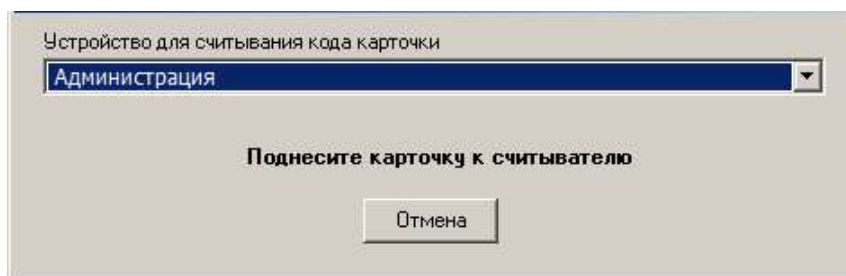 Устройство для считывания кода карточки
Администрация
Поднесите карточку к считывателю
Отмена